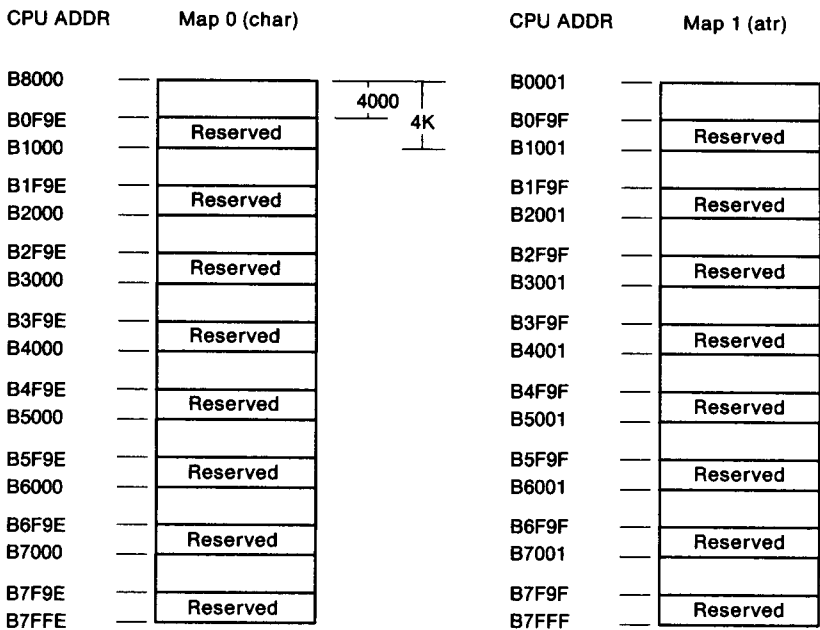 CPU ADDR Map 0 (char) CPU ADDR Map 1 (atr)
B8000 B0001
4000
B0F9E B0F9F
Reserved 4K Reserved
B1000 B1001
B1F9E B1F9F
Reserved Reserved
B2000 B2001
B2F9E B2F9F
Reserved Reserved
B3000 B3001
B3F9E B3F9F
Reserved Reserved
B4000 B4001
B4F9E B4F9F
Reserved Reserved
B5000 B5001
B5F9E B5F9F
Reserved Reserved
B6000 B6001
B6F9E B6F9F
Reserved Reserved
B7000 B7001
B7F9E B7F9F
Reserved Reserved
B7FFE B7FFF